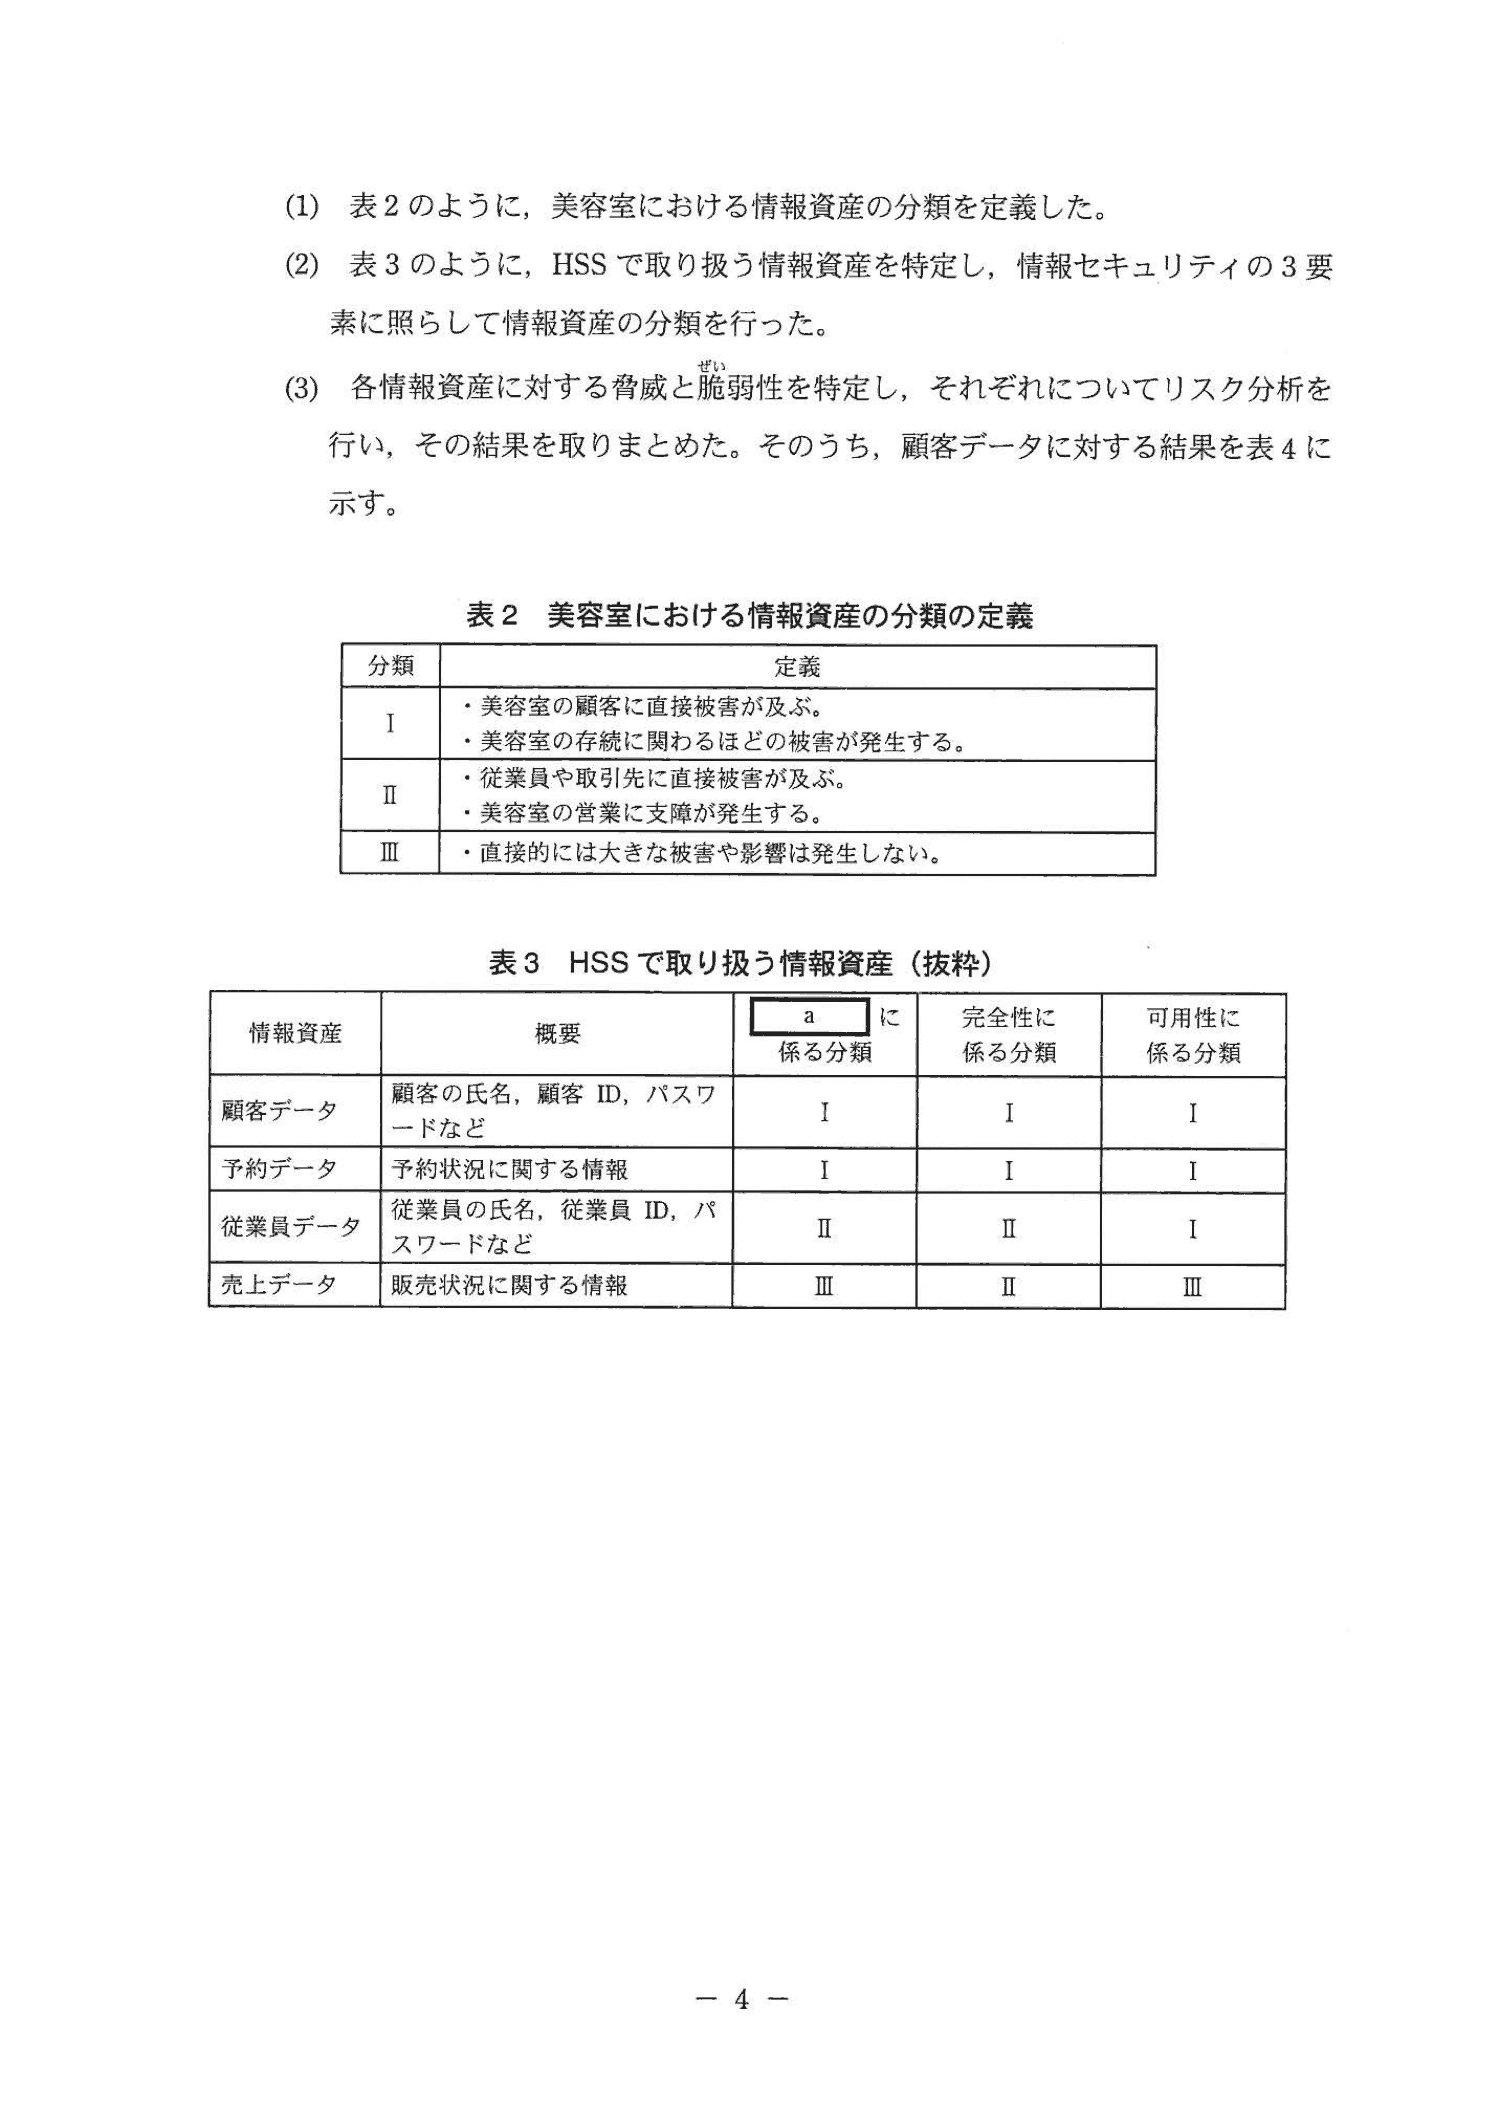 (1) 表2のように，美容室における情報資産の分類を定義した。
(2) 表3のように，HSSで取り扱う情報資産を特定し，情報セキュリティの3要
素に照らして情報資産の分類を行った。
ぜい
(3) 各情報資産に対する脅威と脆弱性を特定し，それぞれについてリスク分析を
行い，その結果を取りまとめた。そのうち，顧客データに対する結果を表4に
示す。
表2 美容室における情報資産の分類の定義
分類 定義
Ⅰ ・美容室の顧客に直接被害が及ぶ。
・美容室の存続に関わるほどの被害が発生する。
Ⅱ ・従業員や取引先に直接被害が及ぶ。
・美容室の営業に支障が発生する。
Ⅲ ・直接的には大きな被害や影響は発生しない。
表3 HSSで取り扱う情報資産（抜粋）
情報資産 概要 a に係る分類 完全性に係る分類 可用性に係る分類
顧客データ 顧客の氏名，顧客 ID，パスワ
ードなど Ⅰ Ⅰ Ⅰ
予約データ 予約状況に関する情報 Ⅰ Ⅰ Ⅰ
従業員データ 従業員の氏名，従業員 ID，パ
スワードなど Ⅱ Ⅱ Ⅰ
売上データ 販売状況に関する情報 Ⅲ Ⅱ Ⅲ
－ 4 －